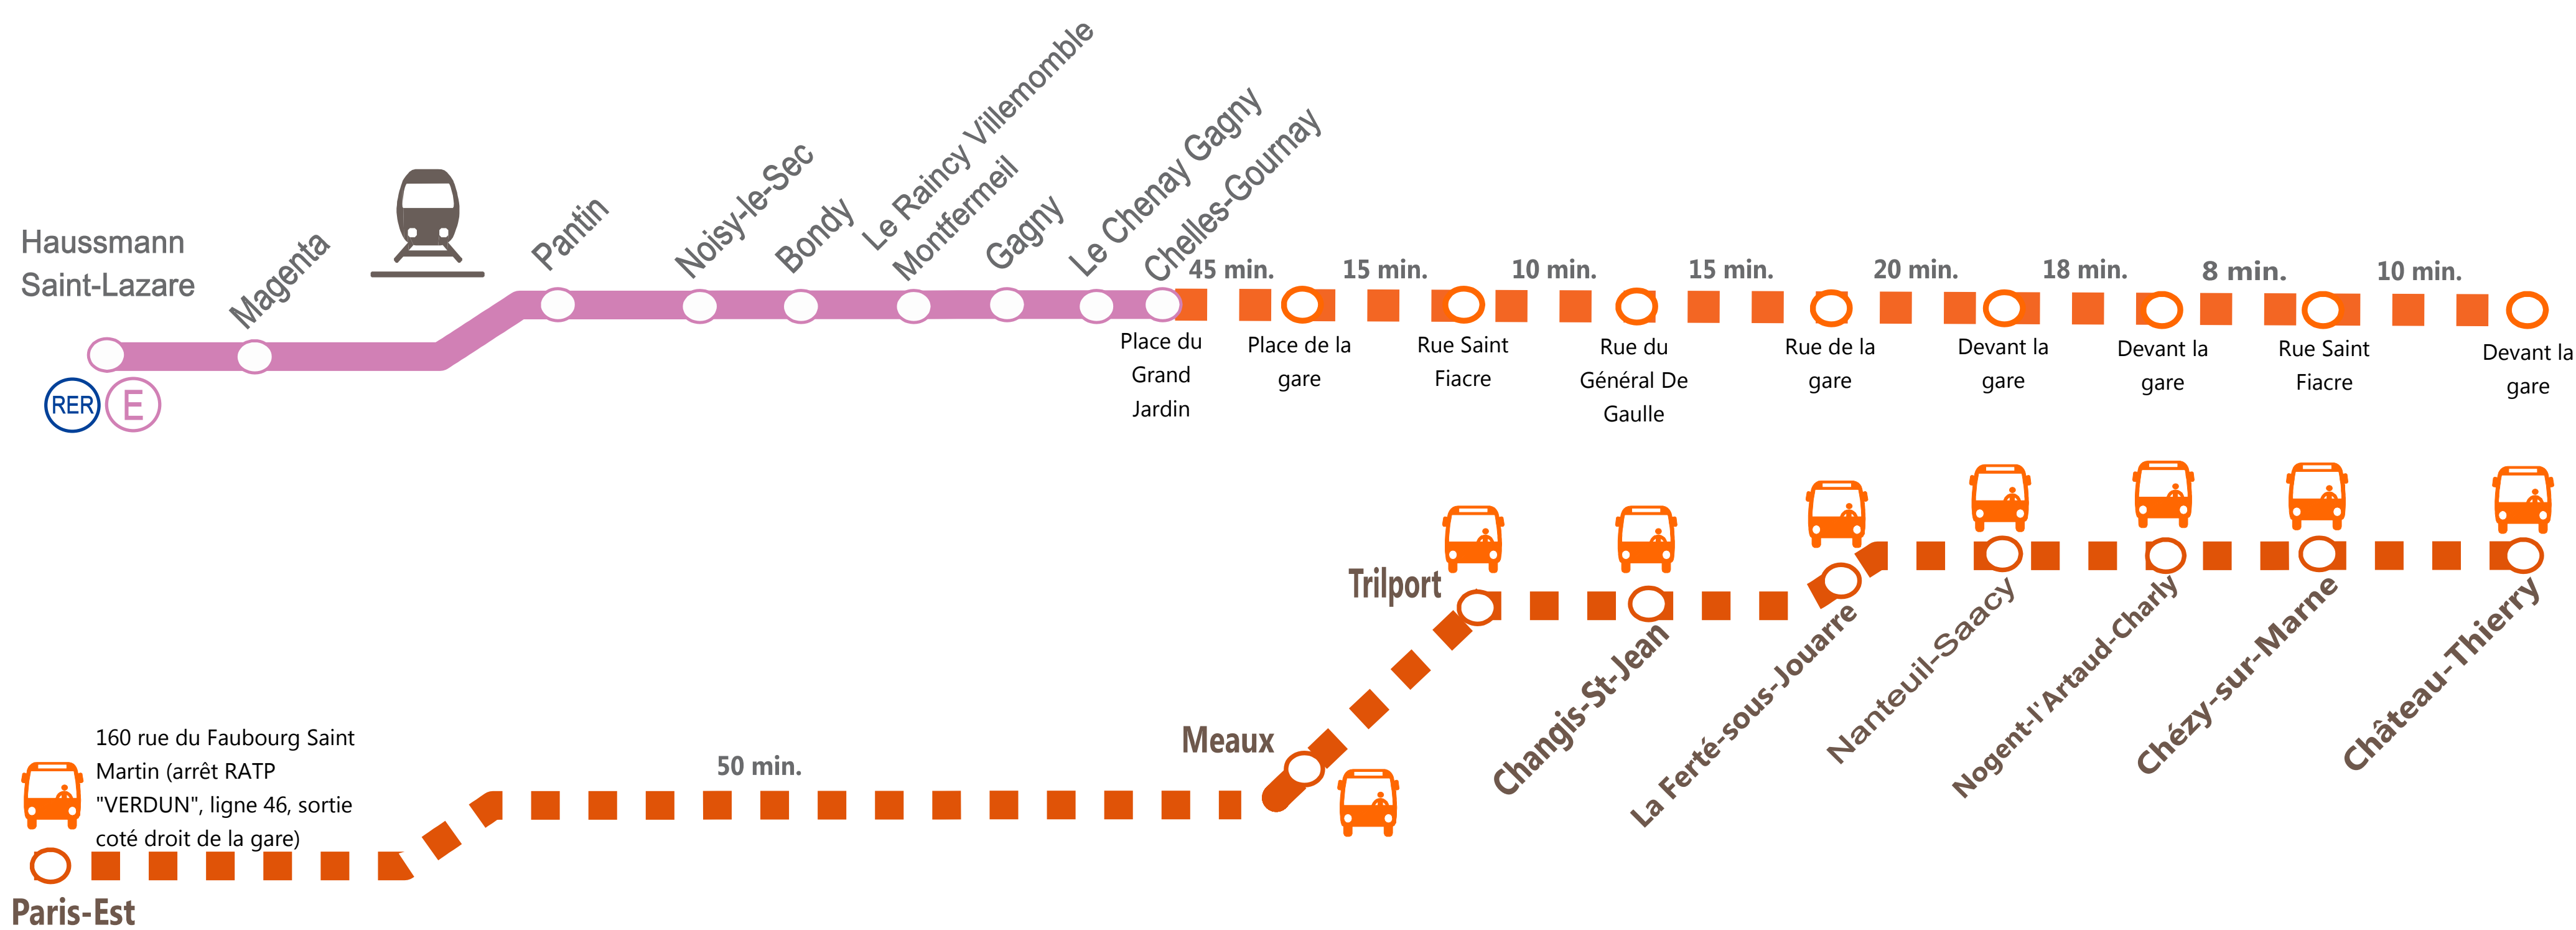 Haussmann
Saint-Lazare
Magenta
Pantin
Noisy-le-Sec
Bondy
Le Raincy Villemomble
Montfermeil
Gagny
Le Chenay Gagny
Chelles-Gournay
45 min.
15 min.
10 min.
15 min.
20 min.
18 min.
8 min.
10 min.
RER
E
Place du
Grand
Jardin
Place de la
gare
Rue Saint
Fiacre
Rue du
Général De
Gaulle
Rue de la
gare
Devant la
gare
Devant la
gare
Rue Saint
Fiacre
Devant la
gare
Trilport
Changis-St-Jean
La Ferté-sous-Jouarre
Nanteuil-Saacy
Nogent-l'Artaud-Charly
Chézy-sur-Marne
Château-Thierry
Meaux
160 rue du Faubourg Saint
Martin (arrêt RATP
"VERDUN", ligne 46, sortie
coté droit de la gare)
50 min.
Paris-Est